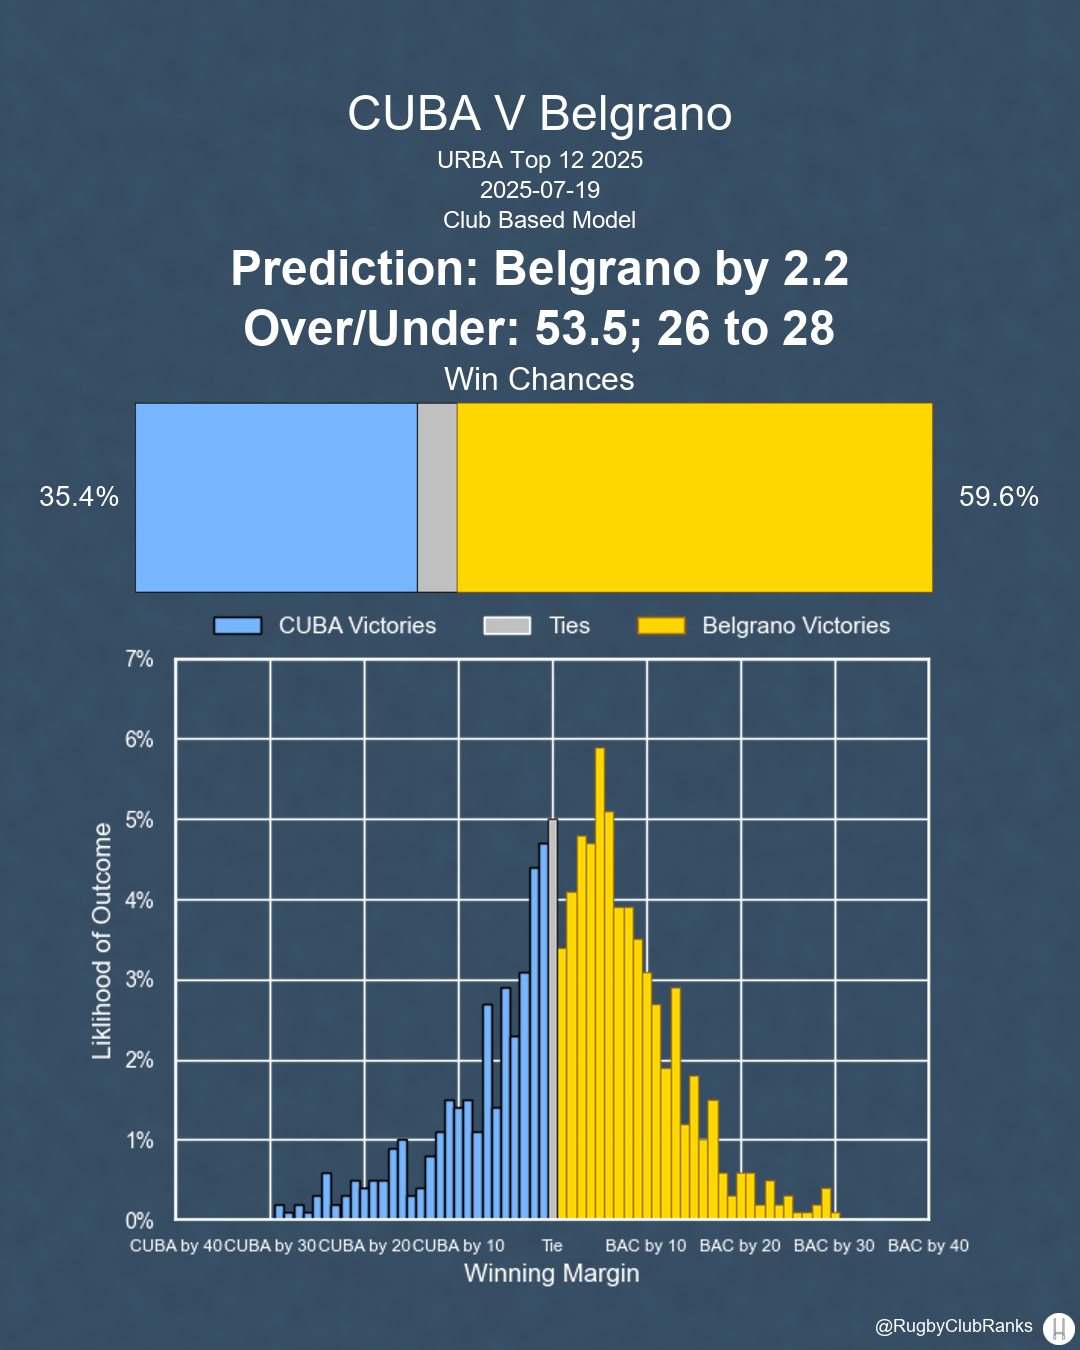 CUBA V Belgrano
URBA Top 12 2025
2025-07-19
Club Based Model
Prediction: Belgrano by 2.2
Over/Under: 53.5; 26 to 28
Win Chances
35.4%
59.6%
CUBA Victories
Ties
Belgrano Victories
7%
6%
5%
4%
3%
2%
1%
0%
Liklihood of Outcome
CUBA by 40 CUBA by 30 CUBA by 20 CUBA by 10 Tie BAC by 10 BAC by 20 BAC by 30 BAC by 40
Winning Margin
@RugbyClubRanks